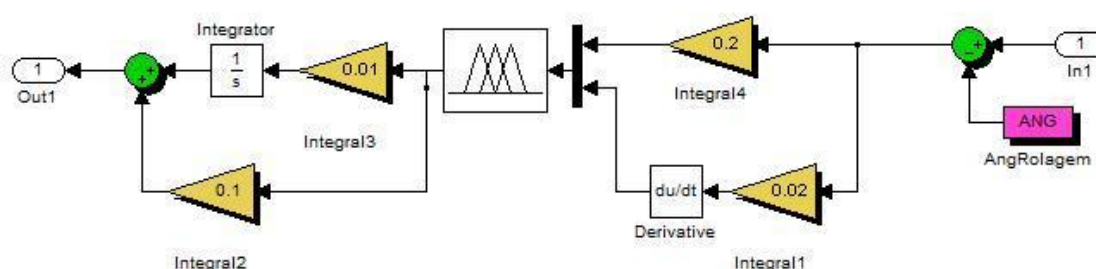 Integrator
1
Out1
1
s
0.01
Integral3
0.1
Integral2
0.2
Integral4
du/dt
Derivative
0.02
Integral1
1
In1
ANG
AngRolagem